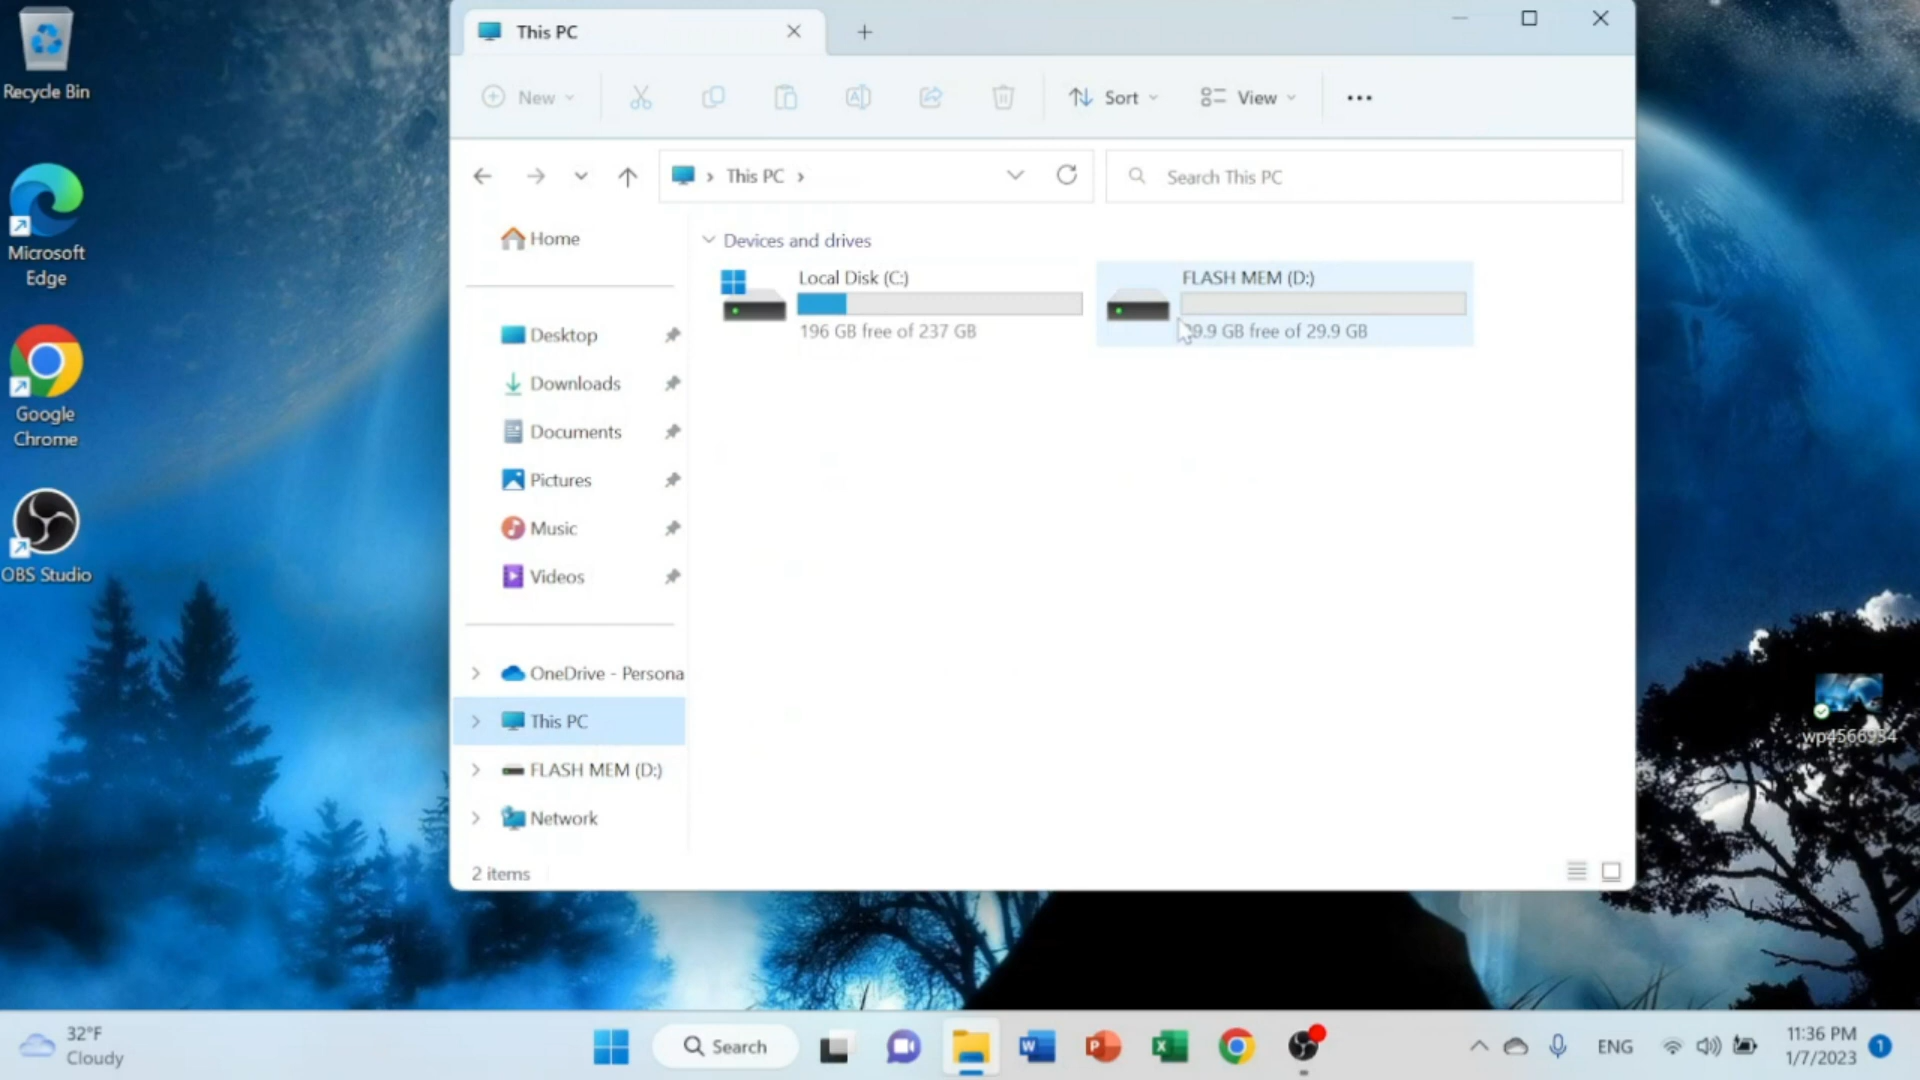 Recycle Bin
Microsoft
Edge
Google
Chrome
OBS Studio
This PC
New
Sort
View
This PC
Search This PC
Home
Desktop
Downloads
Documents
Pictures
Music
Videos
OneDrive - Persona
This PC
FLASH MEM (D:)
Network
Devices and drives
Local Disk (C:)
196 GB free of 237 GB
FLASH MEM (D:)
9.9 GB free of 29.9 GB
2 items
wp4566954
32°F
Cloudy
Search
ENG
11:36 PM
1/7/2023
1